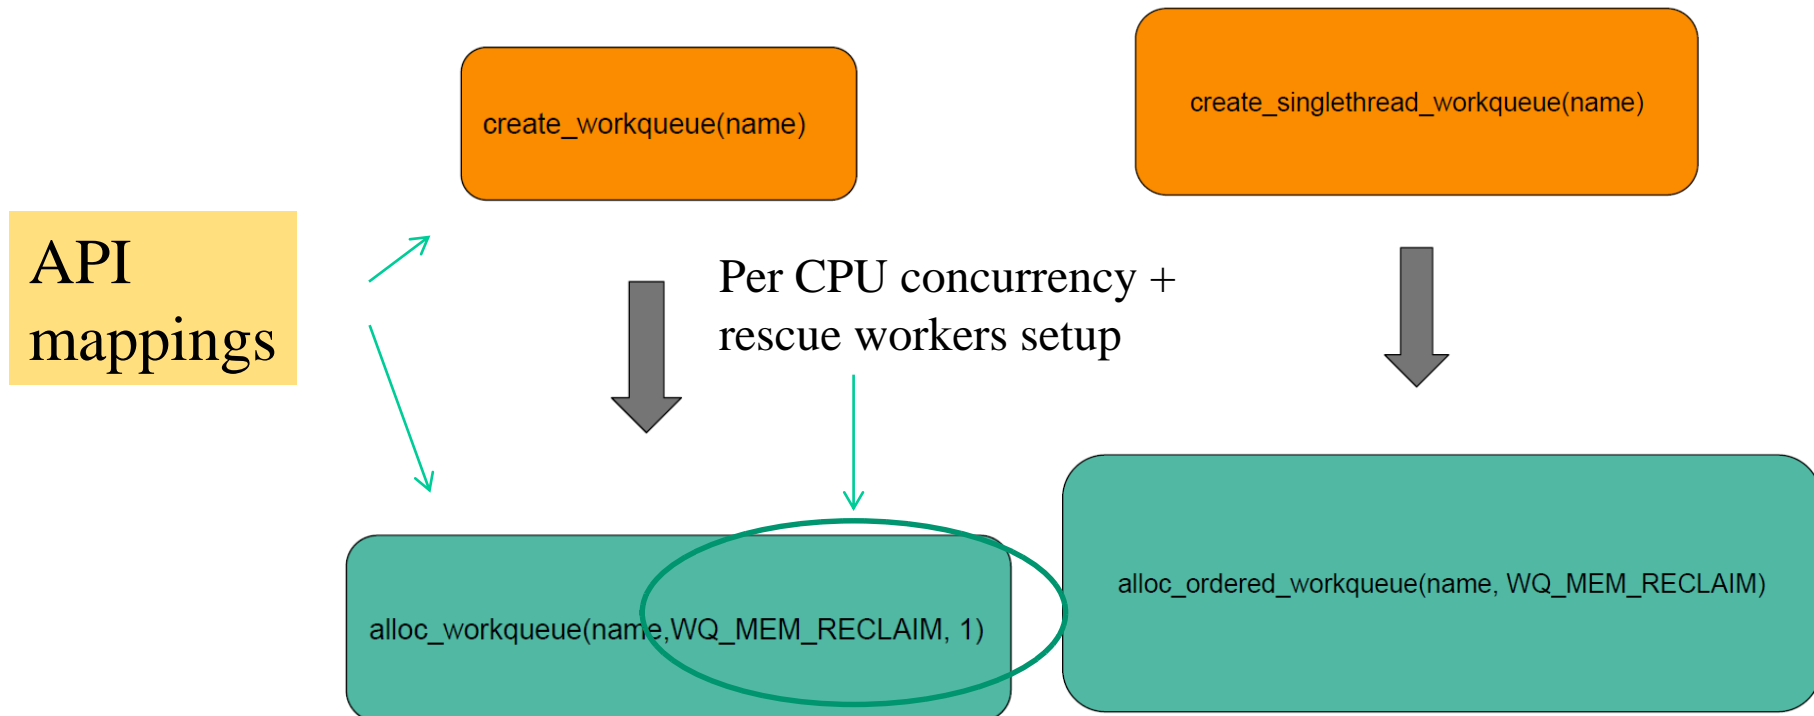 create_workqueue(name)
create_singlethread_workqueue(name)
API
mappings
Per CPU concurrency +
rescue workers setup
alloc_workqueue(name,WQ_MEM_RECLAIM, 1)
alloc_ordered_workqueue(name, WQ_MEM_RECLAIM)